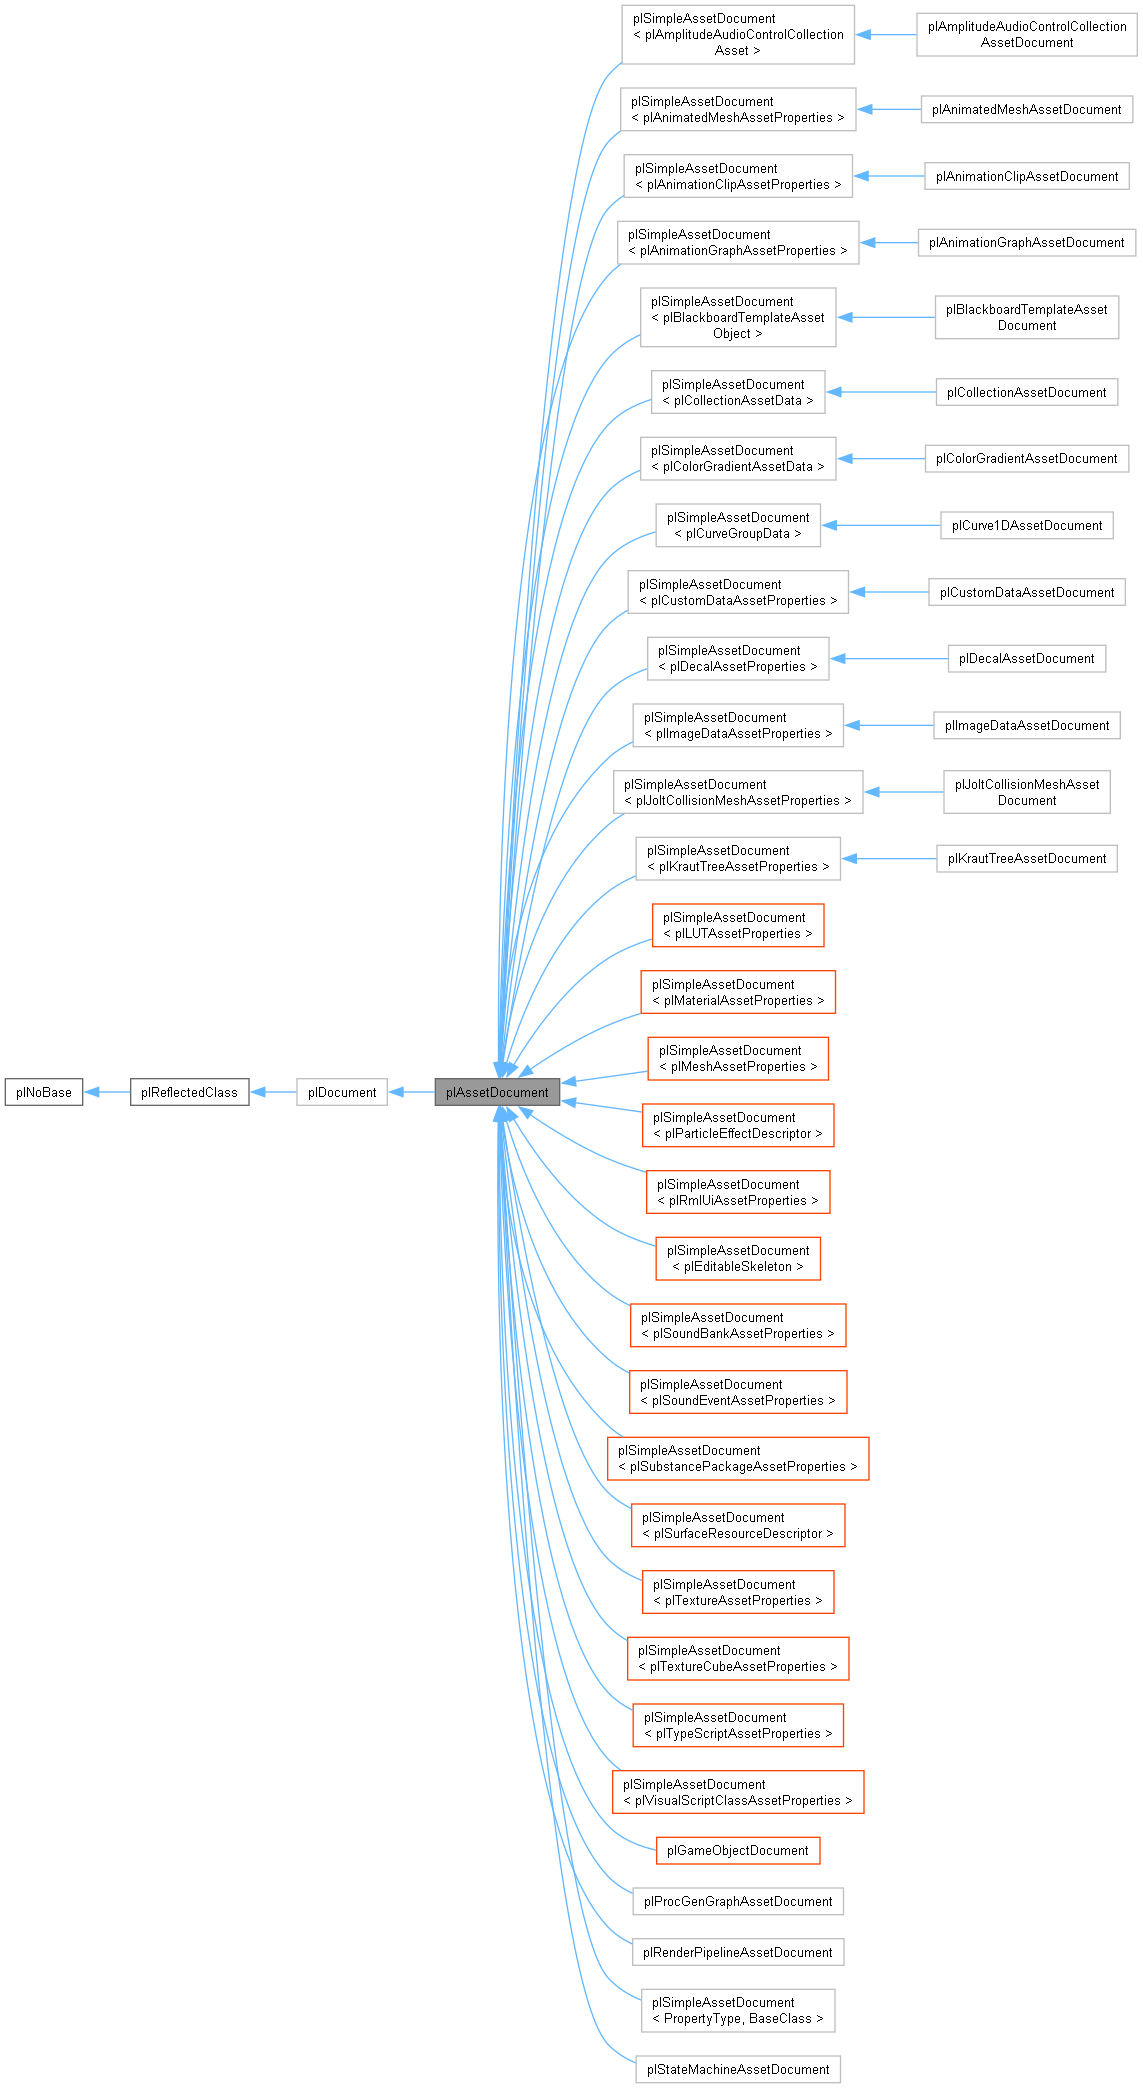 plSimpleAssetDocument
< plAmplitudeAudioControlCollection
Asset >
plAmplitudeAudioControlCollection
AssetDocument
plSimpleAssetDocument
< plAnimatedMeshAssetProperties >
plAnimatedMeshAssetDocument
plSimpleAssetDocument
< plAnimationClipAssetProperties >
plAnimationClipAssetDocument
plSimpleAssetDocument
< plAnimationGraphAssetProperties >
plAnimationGraphAssetDocument
plSimpleAssetDocument
< plBlackboardTemplateAsset
Object >
plBlackboardTemplateAsset
Document
plSimpleAssetDocument
< plCollectionAssetData >
plCollectionAssetDocument
plSimpleAssetDocument
< plColorGradientAssetData >
plColorGradientAssetDocument
plSimpleAssetDocument
< plCurveGroupData >
plCurve1DAssetDocument
plSimpleAssetDocument
< plCustomDataAssetProperties >
plCustomDataAssetDocument
plSimpleAssetDocument
< plDecalAssetProperties >
plDecalAssetDocument
plSimpleAssetDocument
< plImageDataAssetProperties >
plImageDataAssetDocument
plSimpleAssetDocument
< plJoltCollisionMeshAssetProperties >
plJoltCollisionMeshAsset
Document
plSimpleAssetDocument
< plKrautTreeAssetProperties >
plKrautTreeAssetDocument
plSimpleAssetDocument
< plLUTAssetProperties >
plSimpleAssetDocument
< plMaterialAssetProperties >
plSimpleAssetDocument
< plMeshAssetProperties >
plNoBase
plReflectedClass
plDocument
plAssetDocument
plSimpleAssetDocument
< plParticleEffectDescriptor >
plSimpleAssetDocument
< plRmlUiAssetProperties >
plSimpleAssetDocument
< plEditableSkeleton >
plSimpleAssetDocument
< plSoundBankAssetProperties >
plSimpleAssetDocument
< plSoundEventAssetProperties >
plSimpleAssetDocument
< plSubstancePackageAssetProperties >
plSimpleAssetDocument
< plSurfaceResourceDescriptor >
plSimpleAssetDocument
< plTextureAssetProperties >
plSimpleAssetDocument
< plTextureCubeAssetProperties >
plSimpleAssetDocument
< plTypeScriptAssetProperties >
plSimpleAssetDocument
< plVisualScriptClassAssetProperties >
plGameObjectDocument
plProcGenGraphAssetDocument
plRenderPipelineAssetDocument
plSimpleAssetDocument
< PropertyType, BaseClass >
plStateMachineAssetDocument